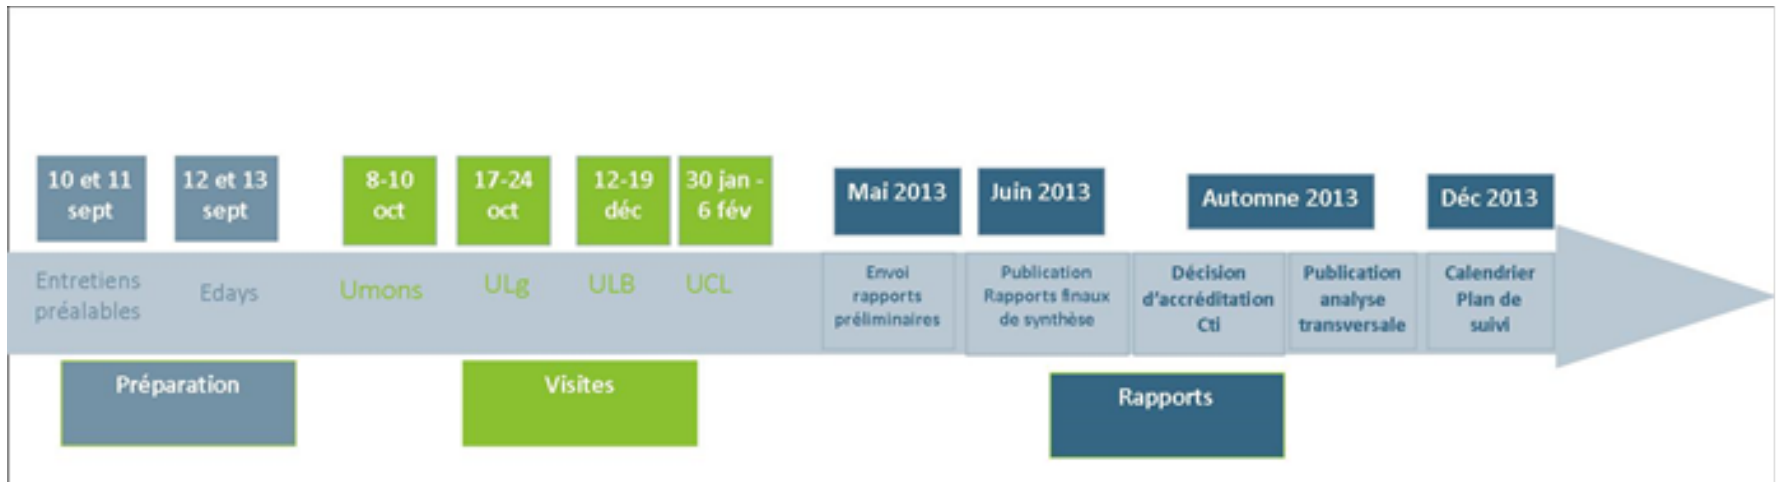 10 et 11
sept
12 et 13
sept
8-10
oct
17-24
oct
12-19
déc
30 jan -
6 fév
Mai 2013
Juin 2013
Automne 2013
Déc 2013
Entretiens
préalables
Edays
Umons
ULg
ULB
UCL
Envoi
rapports
préliminaires
Publication
Rapports finaux
de synthèse
Décision
d'accréditation
Cti
Publication
analyse
transversale
Calendrier
Plan de
suivi
Préparation
Visites
Rapports